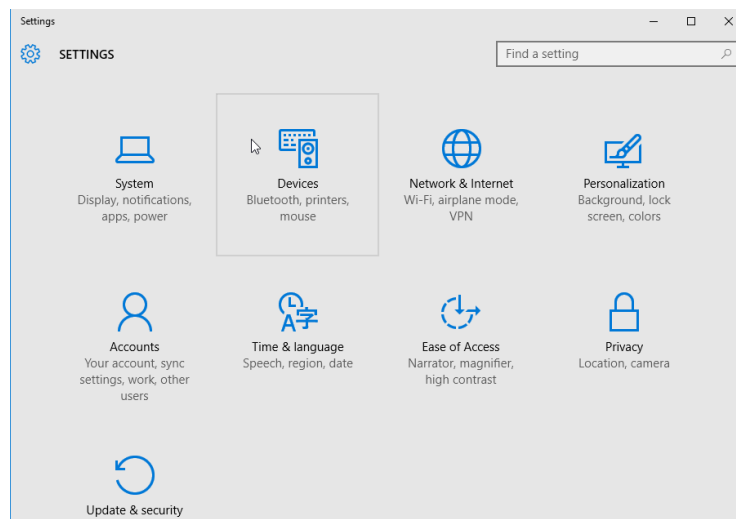 Settings
SETTINGS
Find a setting
System
Display, notifications,
apps, power
Devices
Bluetooth, printers,
mouse
Network & Internet
Wi-Fi, airplane mode,
VPN
Personalization
Background, lock
screen, colors
Accounts
Your account, sync
settings, work, other
users
A字
Time & language
Speech, region, date
Ease of Access
Narrator, magnifier,
high contrast
Privacy
Location, camera
Update & security